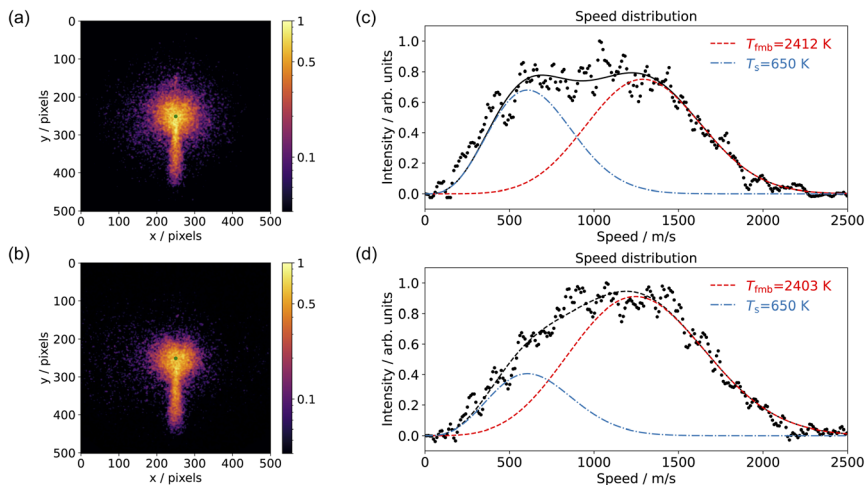 (a)
0
100
200
300
400
500
y / pixels
0 100 200 300 400 500
x / pixels
1
0.5
0.1
(c)
Speed distribution
1.0
0.8
0.6
0.4
0.2
0.0
Intensity / arb. units
T_fmb=2412 K
T_s=650 K
0 500 1000 1500 2000 2500
Speed / m/s
(b)
0
100
200
300
400
500
y / pixels
0 100 200 300 400 500
x / pixels
1
0.5
0.1
(d)
Speed distribution
1.0
0.8
0.6
0.4
0.2
0.0
Intensity / arb. units
T_fmb=2403 K
T_s=650 K
0 500 1000 1500 2000 2500
Speed / m/s